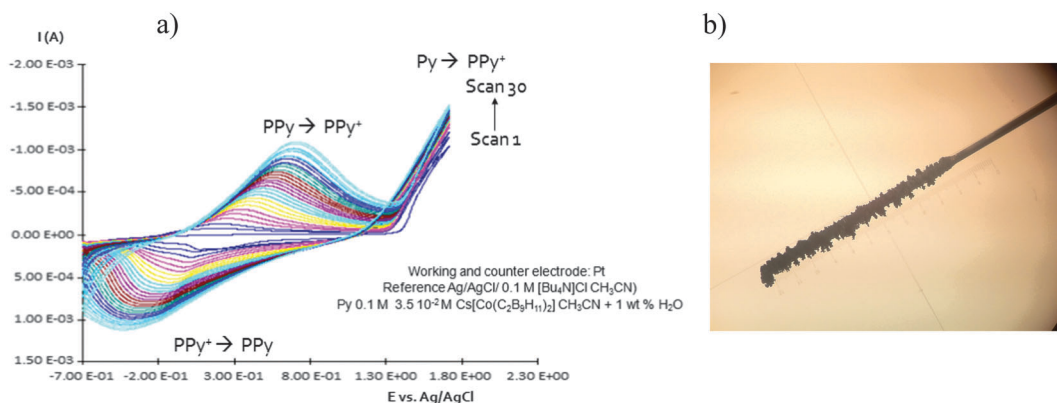 a)
b)
I (A)
-2.00 E-03
-1.50 E-03
-1.00 E-03
-5.00 E-04
0.00 E+00
5.00 E-04
1.00 E-03
1.50 E-03
Py → PPy⁺
Scan 30
Scan 1
PPy → PPy⁺
Working and counter electrode: Pt
Reference Ag/AgCl/ 0.1 M [Bu₄N]Cl CH₃CN)
Py 0.1 M 3.5 10⁻² M Cs[Co(C₂B₉H₁₁)₂] CH₃CN + 1 wt % H₂O
PPy⁺ → PPy
-7.00 E-01 -2.00 E-01 3.00 E-01 8.00 E-01 1.30 E+00 1.80 E+00 2.30 E+00
E vs. Ag/AgCl